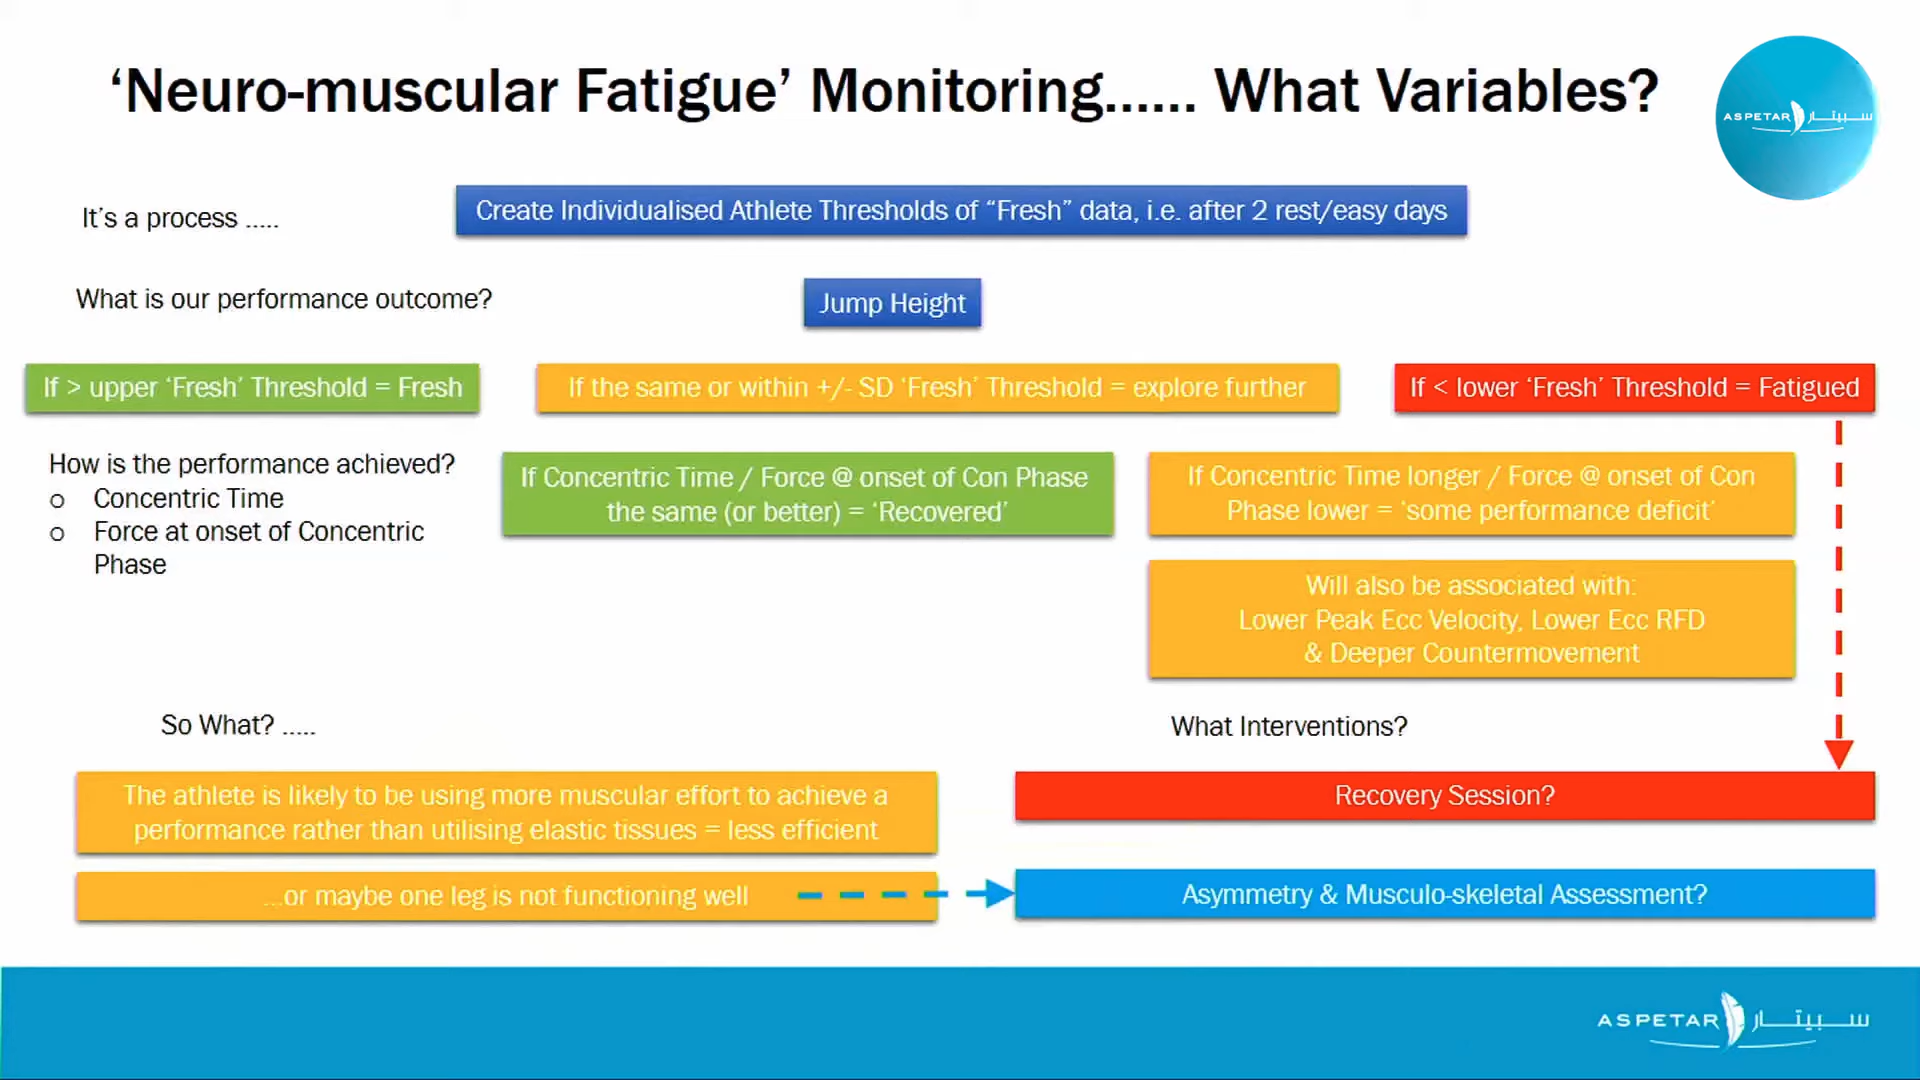 ‘Neuro-muscular Fatigue’ Monitoring...... What Variables?
ASPETAR سبيتار
It’s a process .....
Create Individualised Athlete Thresholds of “Fresh” data, i.e. after 2 rest/easy days
What is our performance outcome?
Jump Height
If > upper ‘Fresh’ Threshold = Fresh
If the same or within +/- SD ‘Fresh’ Threshold = explore further
If < lower ‘Fresh’ Threshold = Fatigued
How is the performance achieved?
o Concentric Time
o Force at onset of Concentric
Phase
If Concentric Time / Force @ onset of Con Phase
the same (or better) = ‘Recovered’
If Concentric Time longer / Force @ onset of Con
Phase lower = ‘some performance deficit’
Will also be associated with:
Lower Peak Ecc Velocity, Lower Ecc RFD
& Deeper Countermovement
So What? .....
What Interventions?
The athlete is likely to be using more muscular effort to achieve a
performance rather than utilising elastic tissues = less efficient
Recovery Session?
...or maybe one leg is not functioning well
Asymmetry & Musculo-skeletal Assessment?
ASPETAR سبيتار